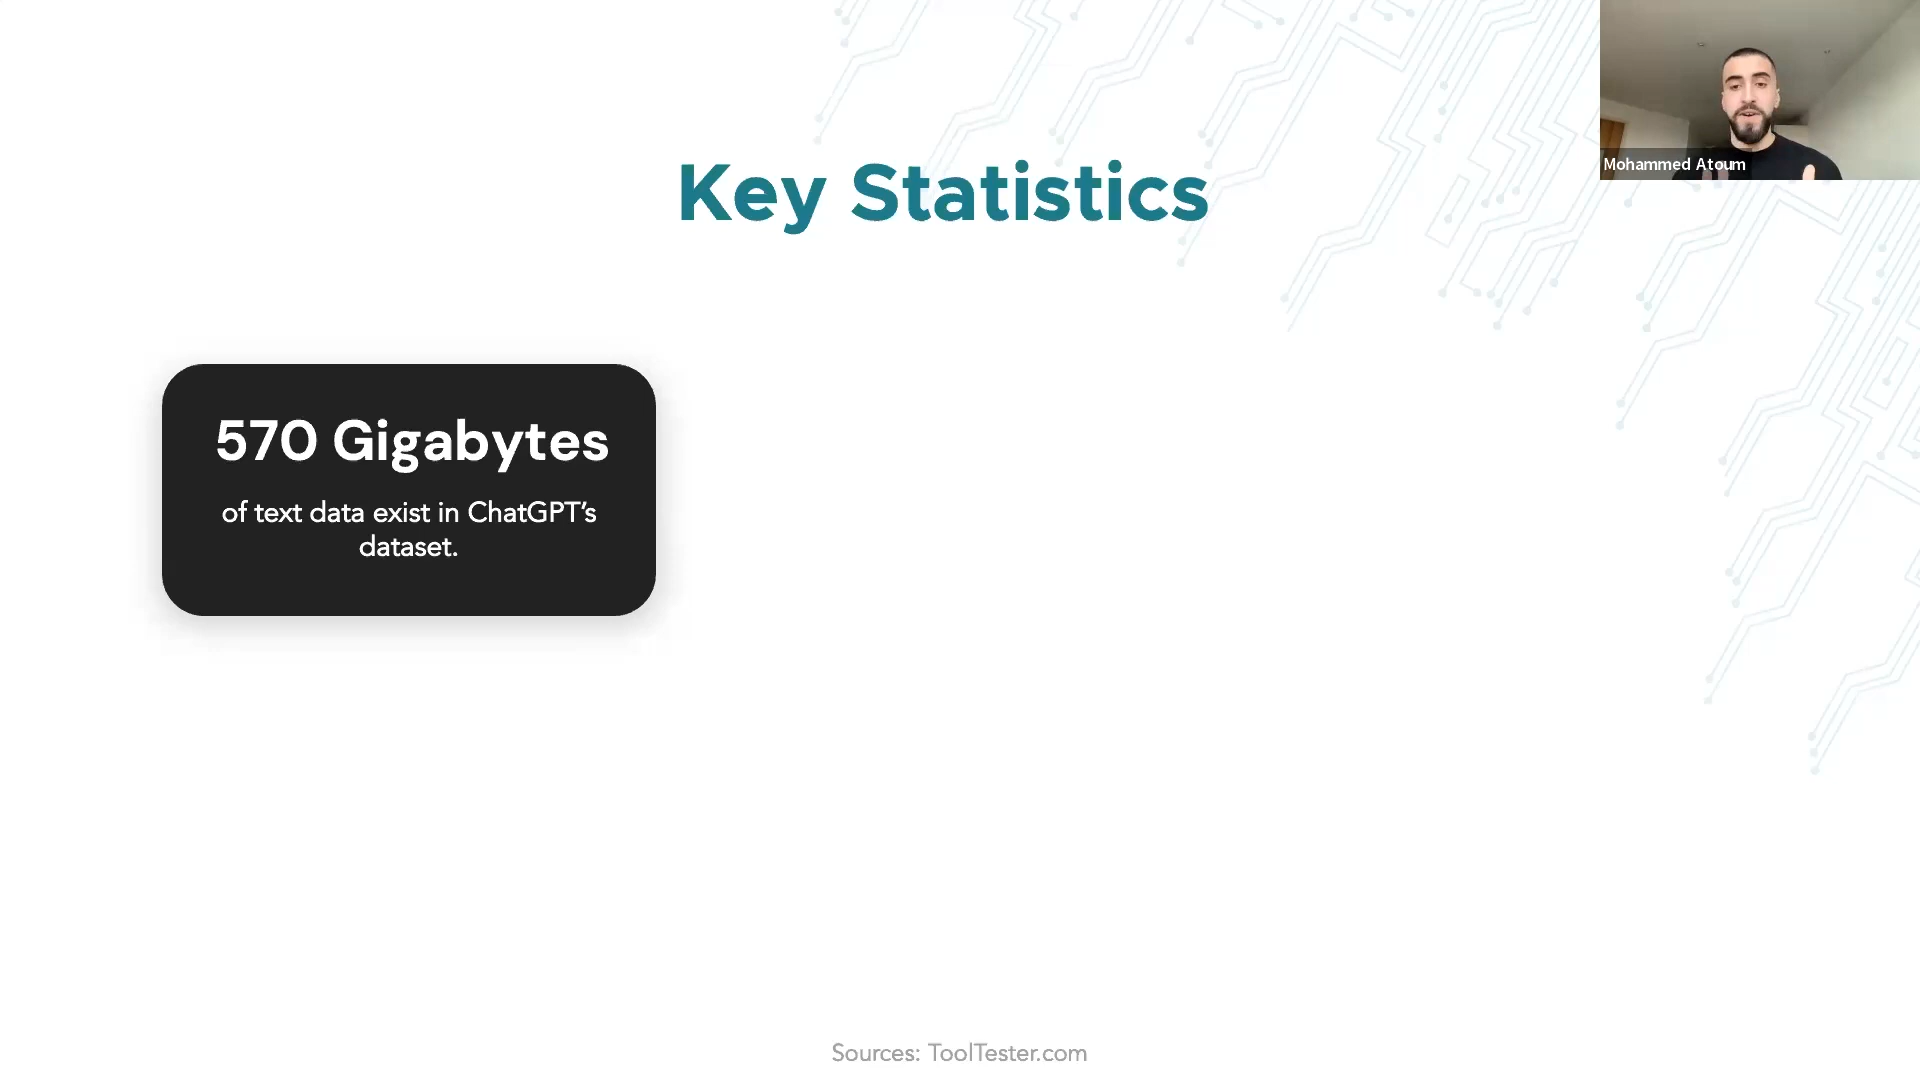 Key Statistics
Mohammed Atoum
570 Gigabytes
of text data exist in ChatGPT’s
dataset.
Sources: ToolTester.com